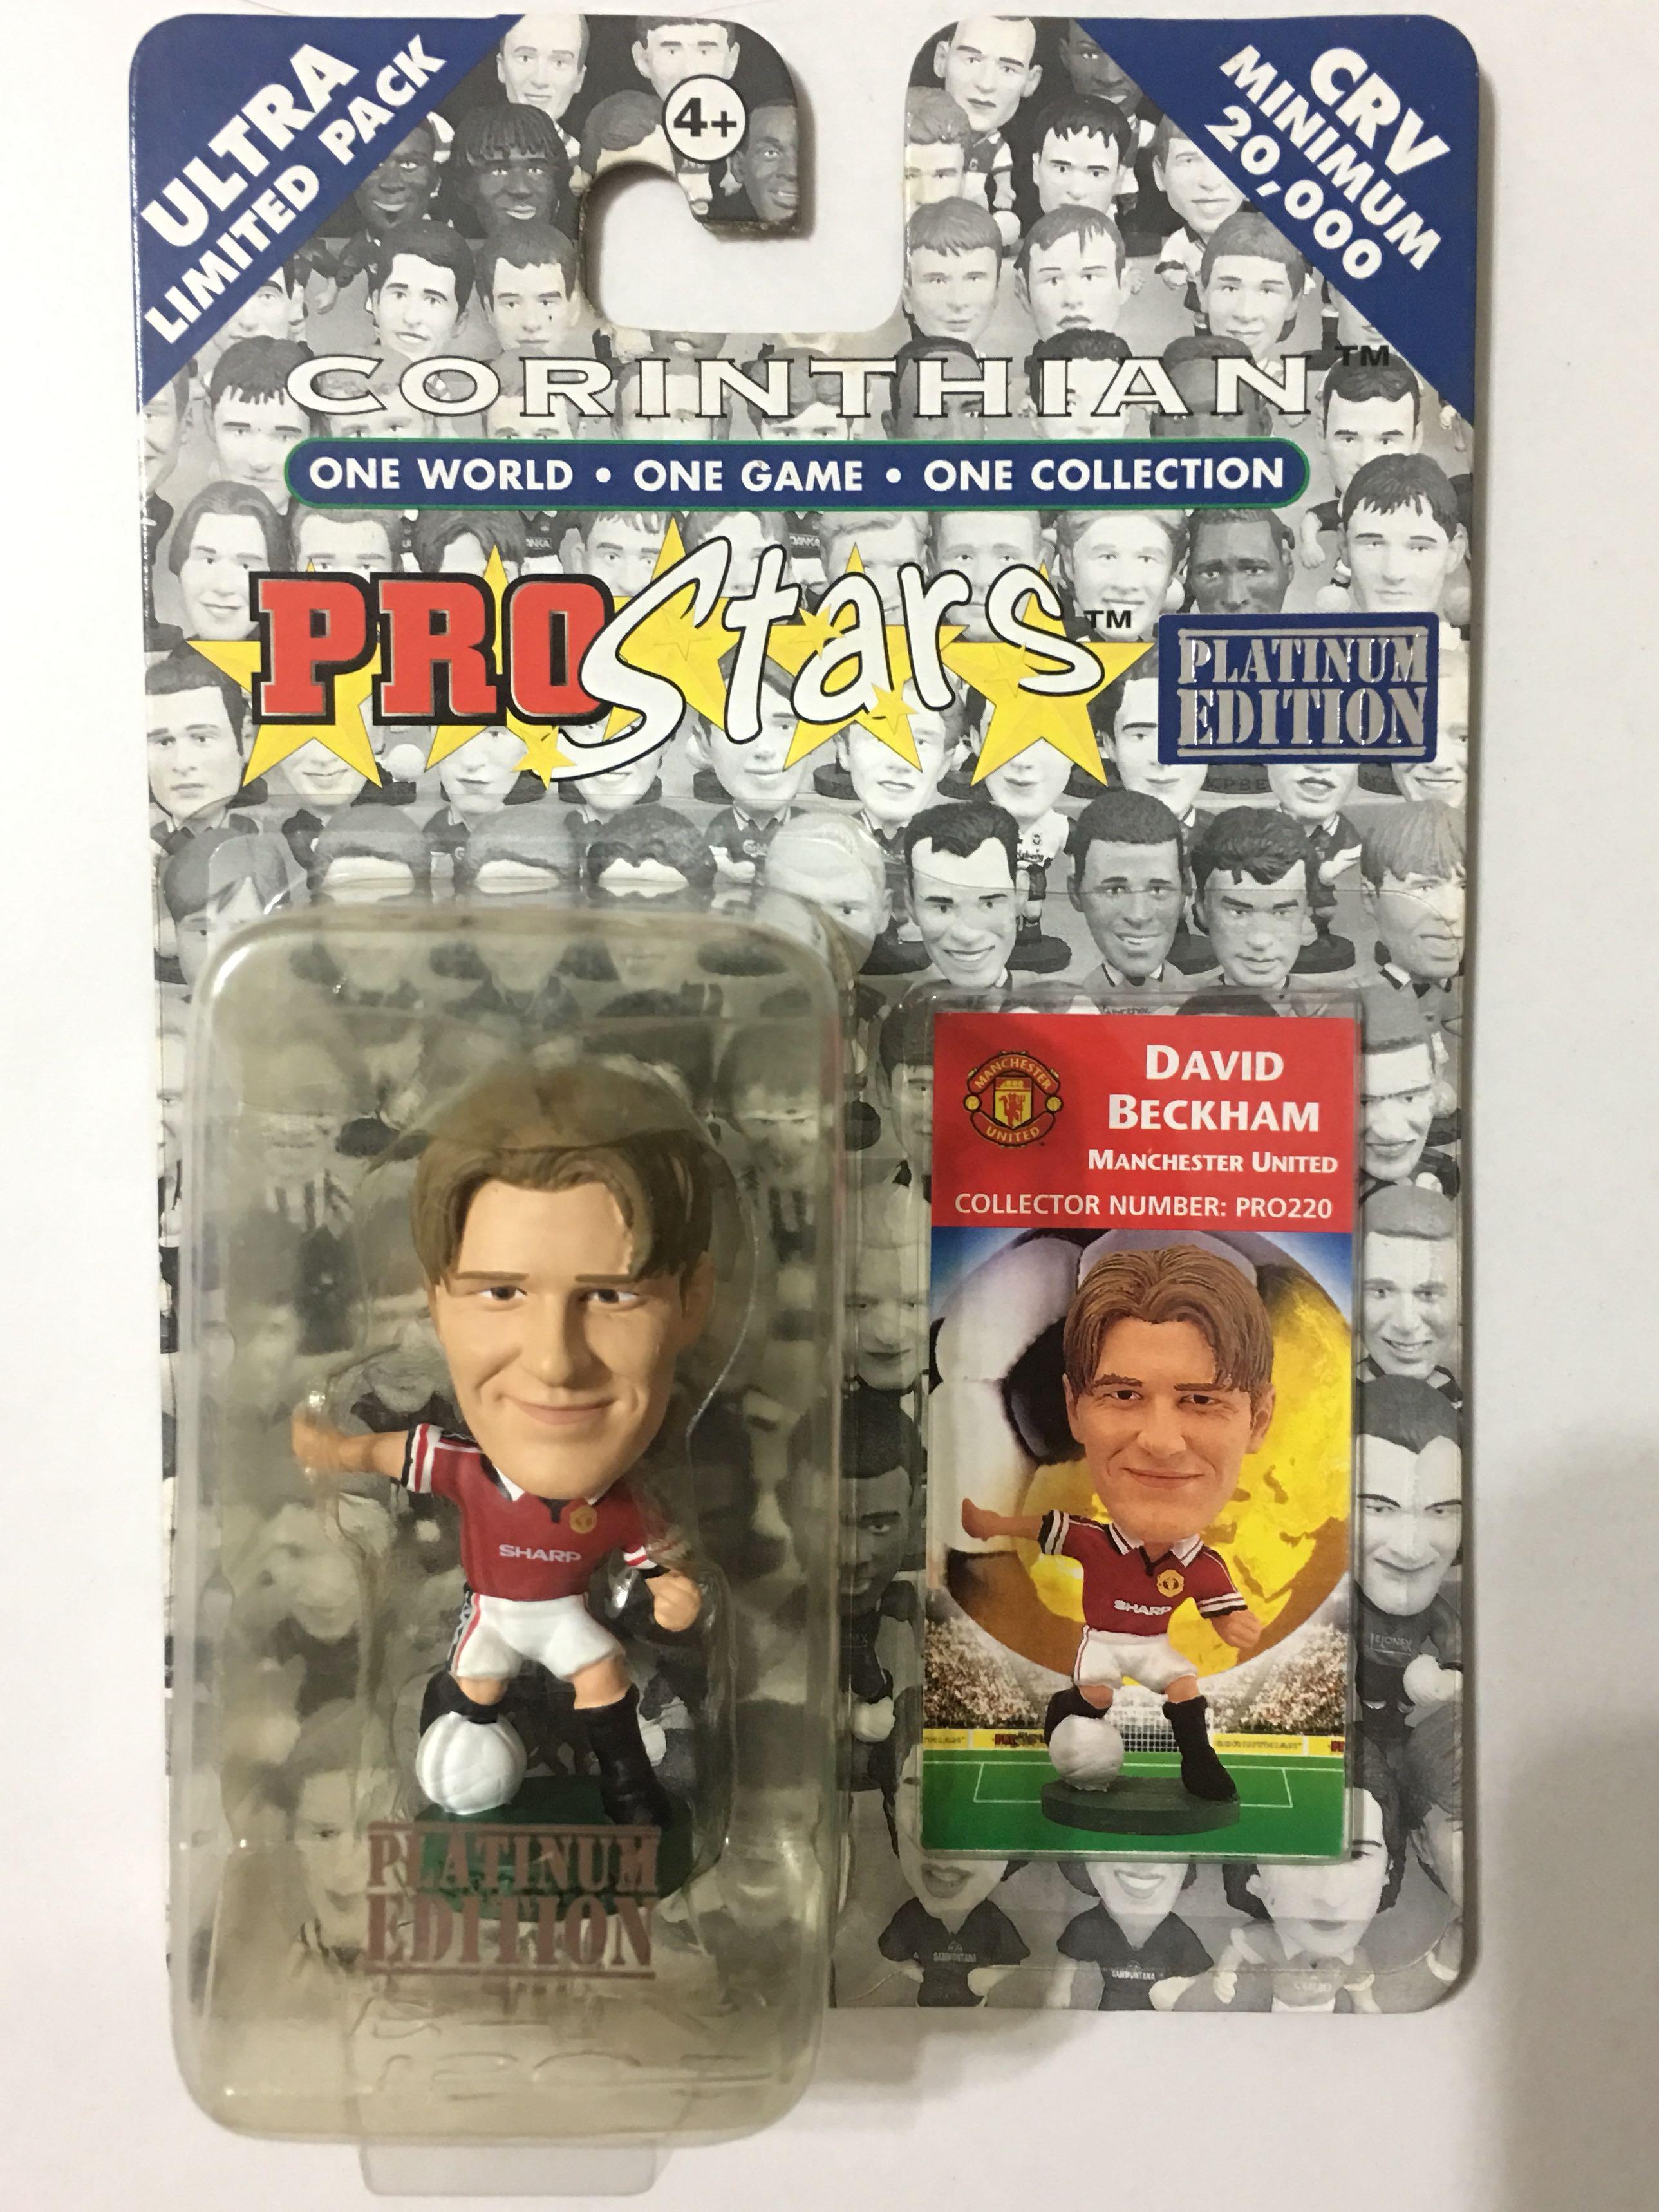 ULTRA
LIMITED PACK
4+
CRV
MINIMUM
20,000
CORINTHIAN™
ONE WORLD • ONE GAME • ONE COLLECTION
PROStars™
PLATINUM
EDITION
MANCHESTER
UNITED
DAVID
BECKHAM
MANCHESTER UNITED
COLLECTOR NUMBER: PRO220
SHARP
SHARP
CORINTHIAN
PLATINUM
EDITION